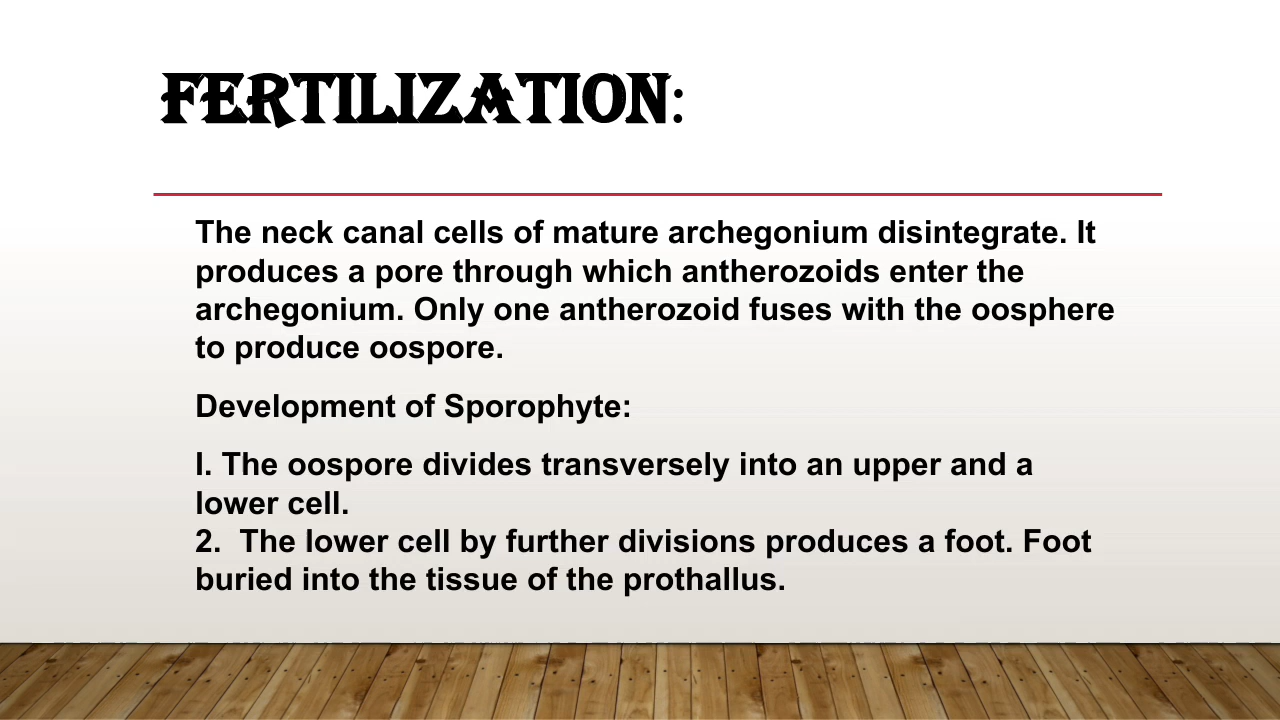 FERTILIZATION:
The neck canal cells of mature archegonium disintegrate. It
produces a pore through which antherozoids enter the
archegonium. Only one antherozoid fuses with the oosphere
to produce oospore.
Development of Sporophyte:
I. The oospore divides transversely into an upper and a
lower cell.
2.  The lower cell by further divisions produces a foot. Foot
buried into the tissue of the prothallus.